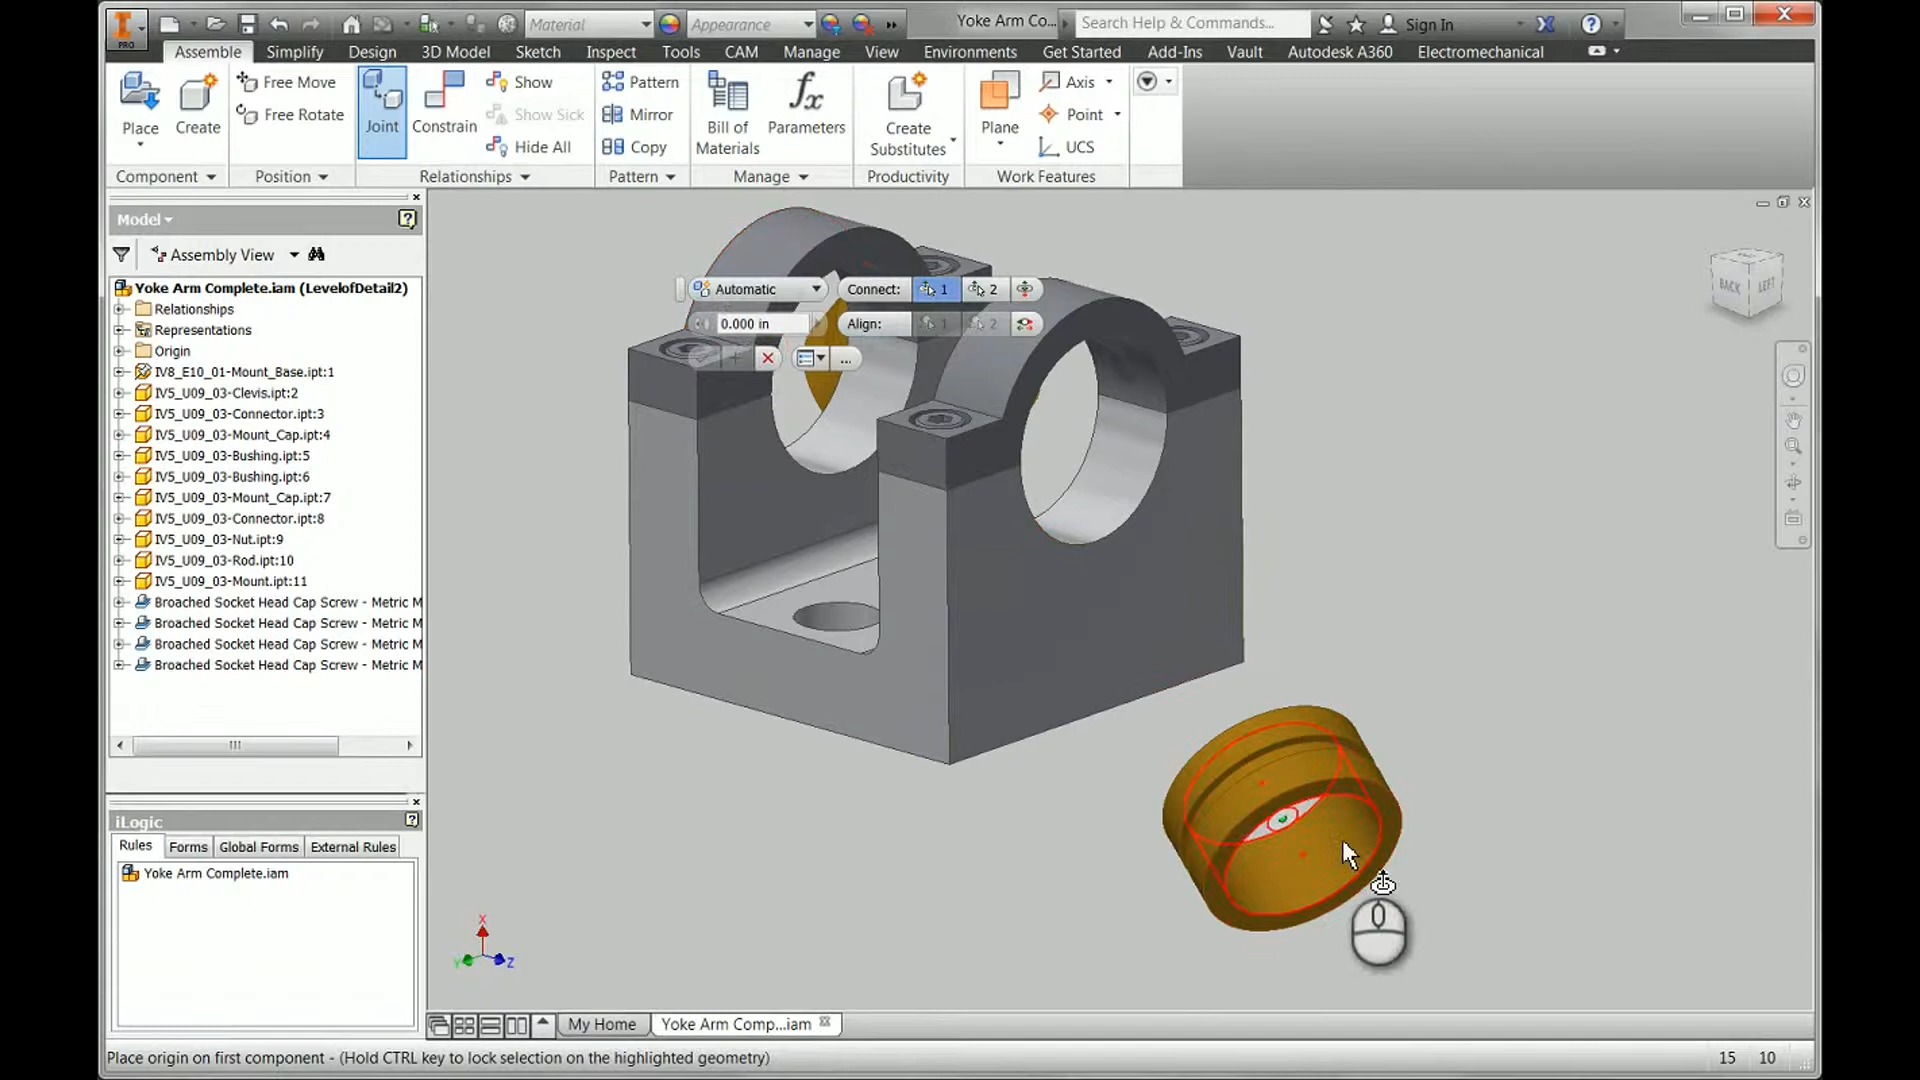 PRO
Material
Appearance
Yoke Arm Co...
Search Help & Commands...
Sign In
Assemble Simplify Design 3D Model Sketch Inspect Tools CAM Manage View Environments Get Started Add-Ins Vault Autodesk A360 Electromechanical
Place
Create
Free Move
Free Rotate
Joint
Constrain
Show
Show Sick
Hide All
Pattern
Mirror
Copy
Bill of
Materials
fx
Parameters
Create
Substitutes
Plane
Axis
Point
UCS
Component
Position
Relationships
Pattern
Manage
Productivity
Work Features
Model
Assembly View
Yoke Arm Complete.iam (LevelofDetail2)
Relationships
Representations
Origin
IV8_E10_01-Mount_Base.ipt:1
IV5_U09_03-Clevis.ipt:2
IV5_U09_03-Connector.ipt:3
IV5_U09_03-Mount_Cap.ipt:4
IV5_U09_03-Bushing.ipt:5
IV5_U09_03-Bushing.ipt:6
IV5_U09_03-Mount_Cap.ipt:7
IV5_U09_03-Connector.ipt:8
IV5_U09_03-Nut.ipt:9
IV5_U09_03-Rod.ipt:10
IV5_U09_03-Mount.ipt:11
Broached Socket Head Cap Screw - Metric M
Broached Socket Head Cap Screw - Metric M
Broached Socket Head Cap Screw - Metric M
Broached Socket Head Cap Screw - Metric M
iLogic
Rules Forms Global Forms External Rules
Yoke Arm Complete.iam
Automatic Connect: 1 2
0.000 in Align: 1 2
...
BACK LEFT
X
Y Z
My Home Yoke Arm Comp...iam
Place origin on first component - (Hold CTRL key to lock selection on the highlighted geometry)
15 10